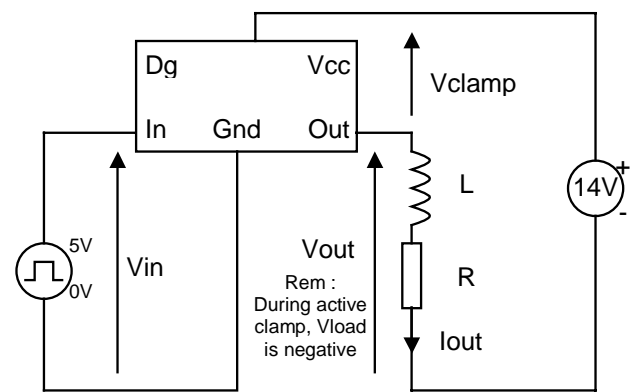 Dg Vcc
In Gnd Out
Vclamp
L
14V
+
-
5V
0V
Vin
Vout
Rem :
During active
clamp, Vload
is negative
R
Iout